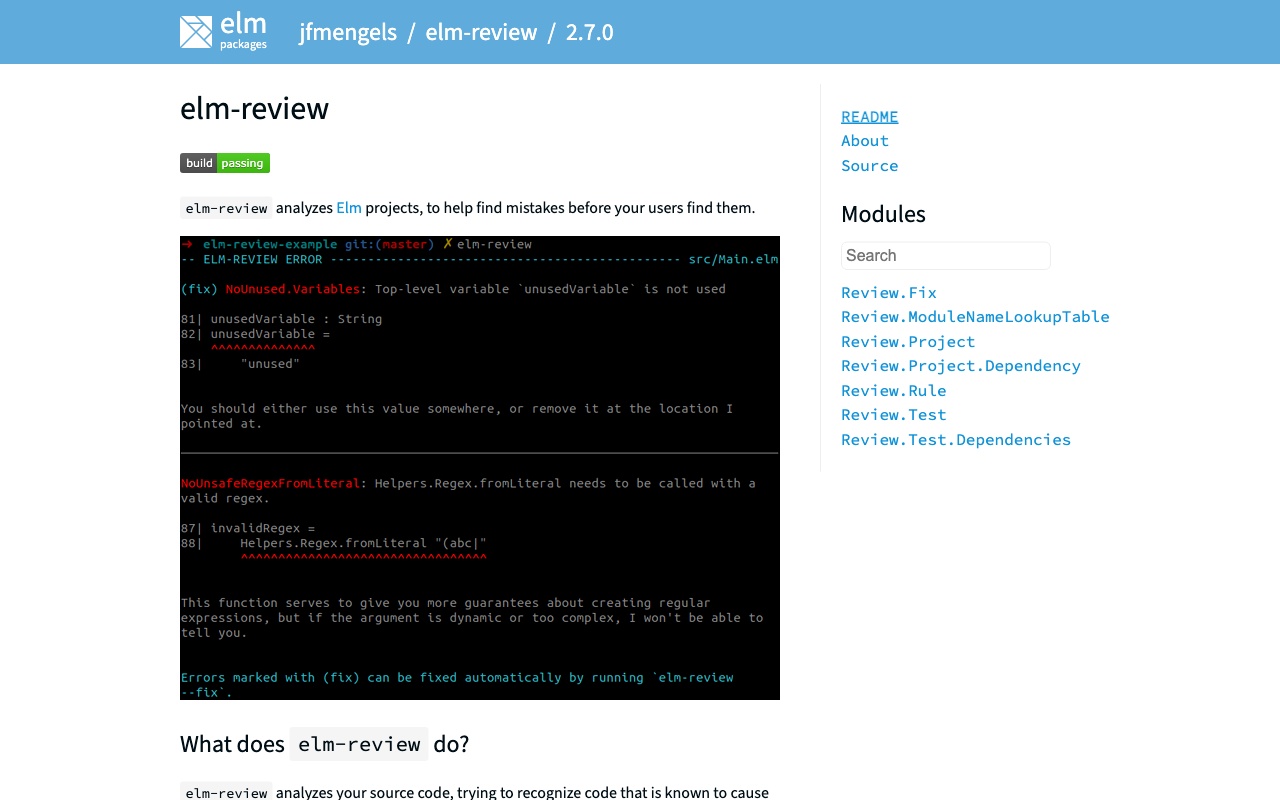 elm
packages
jfmengels / elm-review / 2.7.0
elm-review
build passing
elm-review analyzes Elm projects, to help find mistakes before your users find them.
➜ elm-review-example git:(master) ✗ elm-review
-- ELM-REVIEW ERROR ----------------------------------------------- src/Main.elm
(fix) NoUnused.Variables: Top-level variable `unusedVariable` is not used
81| unusedVariable : String
82| unusedVariable =
^^^^^^^^^^^^^^
83|     "unused"
You should either use this value somewhere, or remove it at the location I
pointed at.
NoUnsafeRegexFromLiteral: Helpers.Regex.fromLiteral needs to be called with a
valid regex.
87| invalidRegex =
88|     Helpers.Regex.fromLiteral "(abc|"
^^^^^^^^^^^^^^^^^^^^^^^^^^^^^^^^^
This function serves to give you more guarantees about creating regular
expressions, but if the argument is dynamic or too complex, I won't be able to
tell you.
Errors marked with (fix) can be fixed automatically by running `elm-review
--fix`.
What does elm-review do?
elm-review analyzes your source code, trying to recognize code that is known to cause
README
About
Source
Modules
Search
Review.Fix
Review.ModuleNameLookupTable
Review.Project
Review.Project.Dependency
Review.Rule
Review.Test
Review.Test.Dependencies